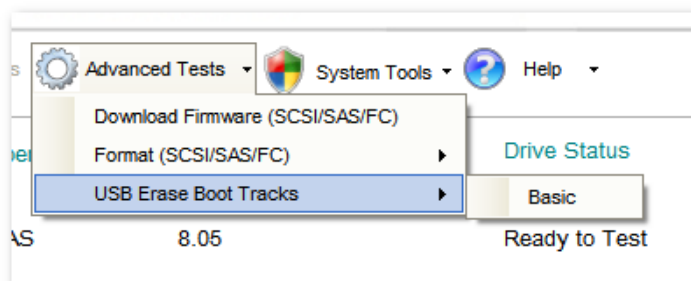 s Advanced Tests System Tools Help
Download Firmware (SCSI/SAS/FC)
Format (SCSI/SAS/FC) Drive Status
USB Erase Boot Tracks Basic
AS 8.05 Ready to Test